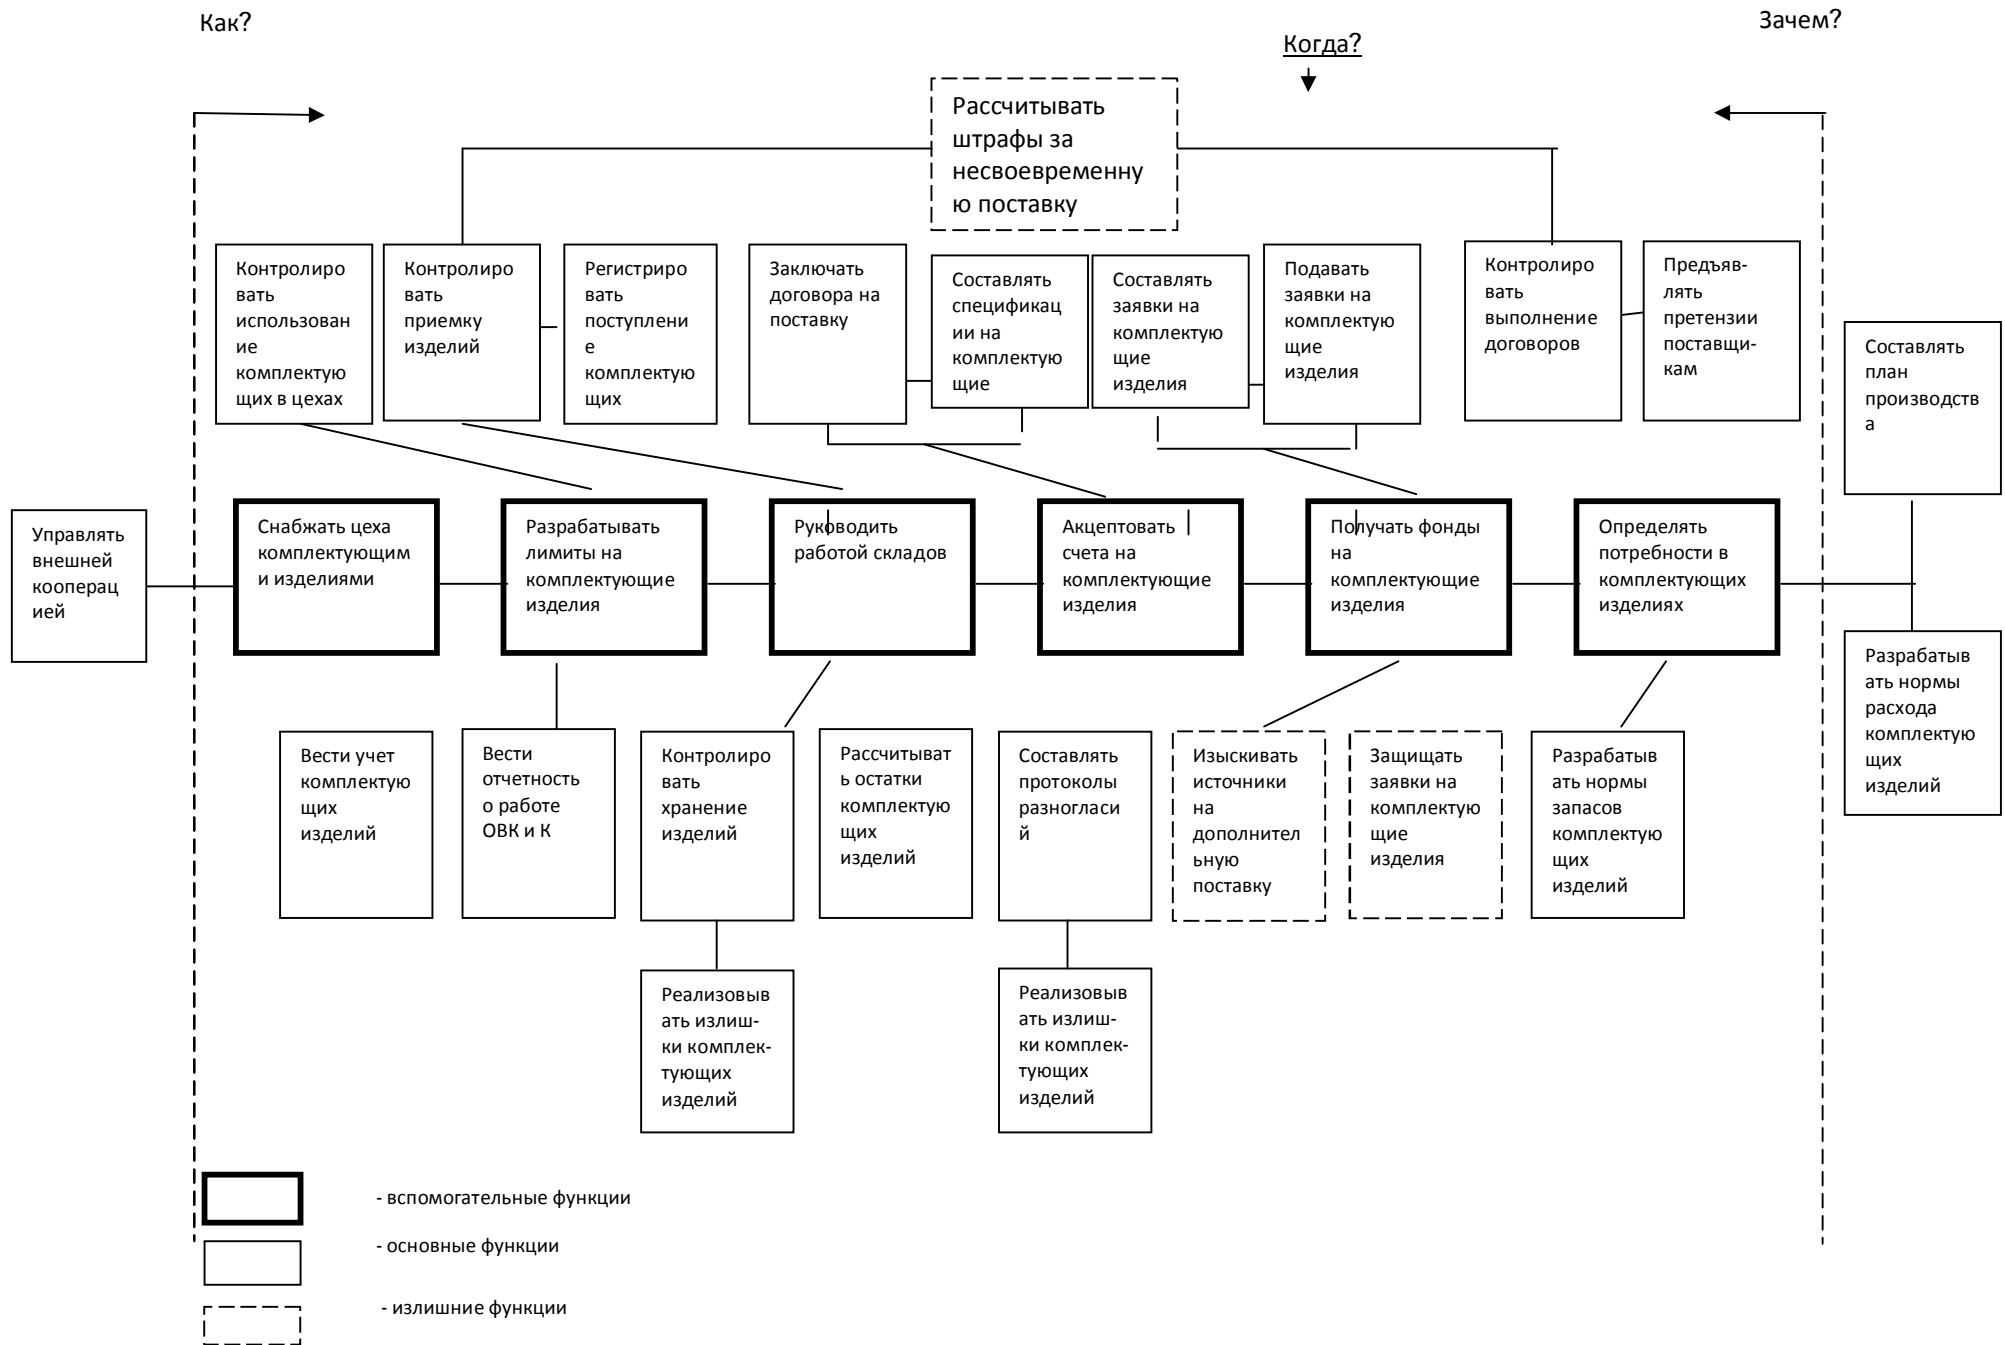 Как?
Зачем?
Когда?
Рассчитывать
штрафы за
несвоевременну
ю поставку
Контролиро
вать
использован
ие
комплектую
щих в цехах
Контролиро
вать
приемку
изделий
Регистриро
вать
поступлени
е
комплектую
щих
Заключать
договора на
поставку
Составлять
спецификац
ии на
комплектую
щие
Составлять
заявки на
комплектую
щие
изделия
Подавать
заявки на
комплектую
щие
изделия
Контролиро
вать
выполнение
договоров
Предъяв-
лять
претензии
поставщи-
кам
Составлять
план
производств
а
Управлять
внешней
кооперац
ией
Снабжать цеха
комплектующим
и изделиями
Разрабатывать
лимиты на
комплектующие
изделия
Руководить
работой складов
Акцептовать
счета на
комплектующие
изделия
Получать фонды
на
комплектующие
изделия
Определять
потребности в
комплектующих
изделиях
Разрабатыв
ать нормы
расхода
комплектую
щих
изделий
Вести учет
комплектую
щих
изделий
Вести
отчетность
о работе
ОВК и К
Контролиро
вать
хранение
изделий
Рассчитыват
ь остатки
комплектую
щих
изделий
Составлять
протоколы
разногласи
й
Изыскивать
источники
на
дополнител
ьную
поставку
Защищать
заявки на
комплектую
щие
изделия
Разрабатыв
ать нормы
запасов
комплектую
щих
изделий
Реализовыв
ать излиш-
ки комплек-
тующих
изделий
Реализовыв
ать излиш-
ки комплек-
тующих
изделий
- вспомогательные функции
- основные функции
- излишние функции